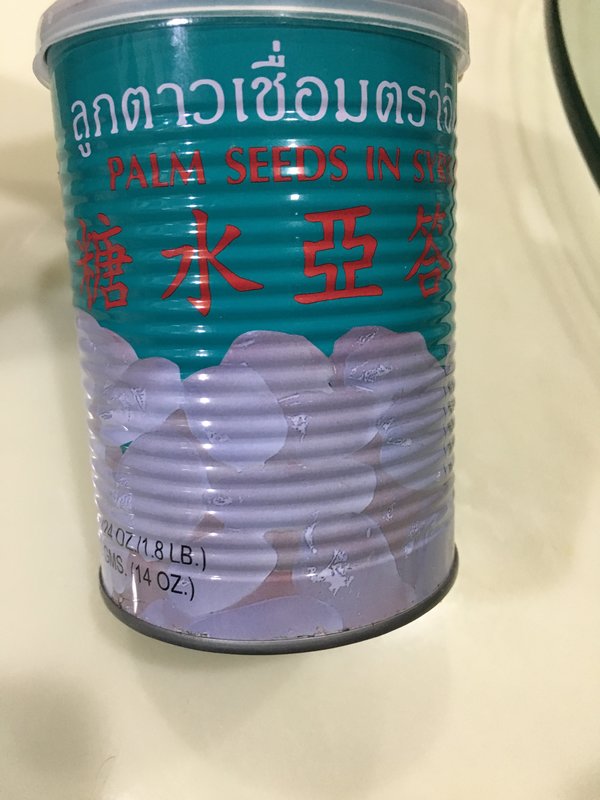 ลูกตาวเชื่อมตรา
PALM SEEDS IN
糖水亞答
24 OZ.(1.8 LB.)
GMS. (14 OZ.)